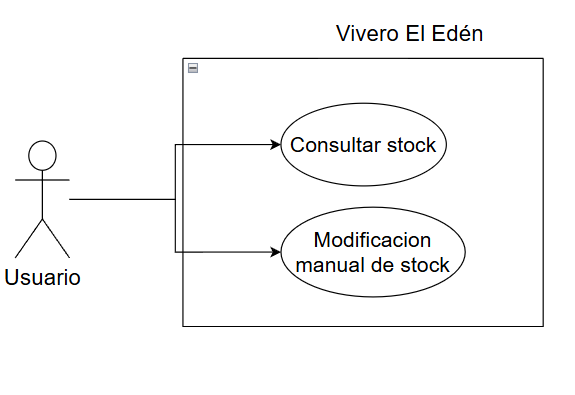 Vivero El Edén
Consultar stock
Modificacion
manual de stock
Usuario